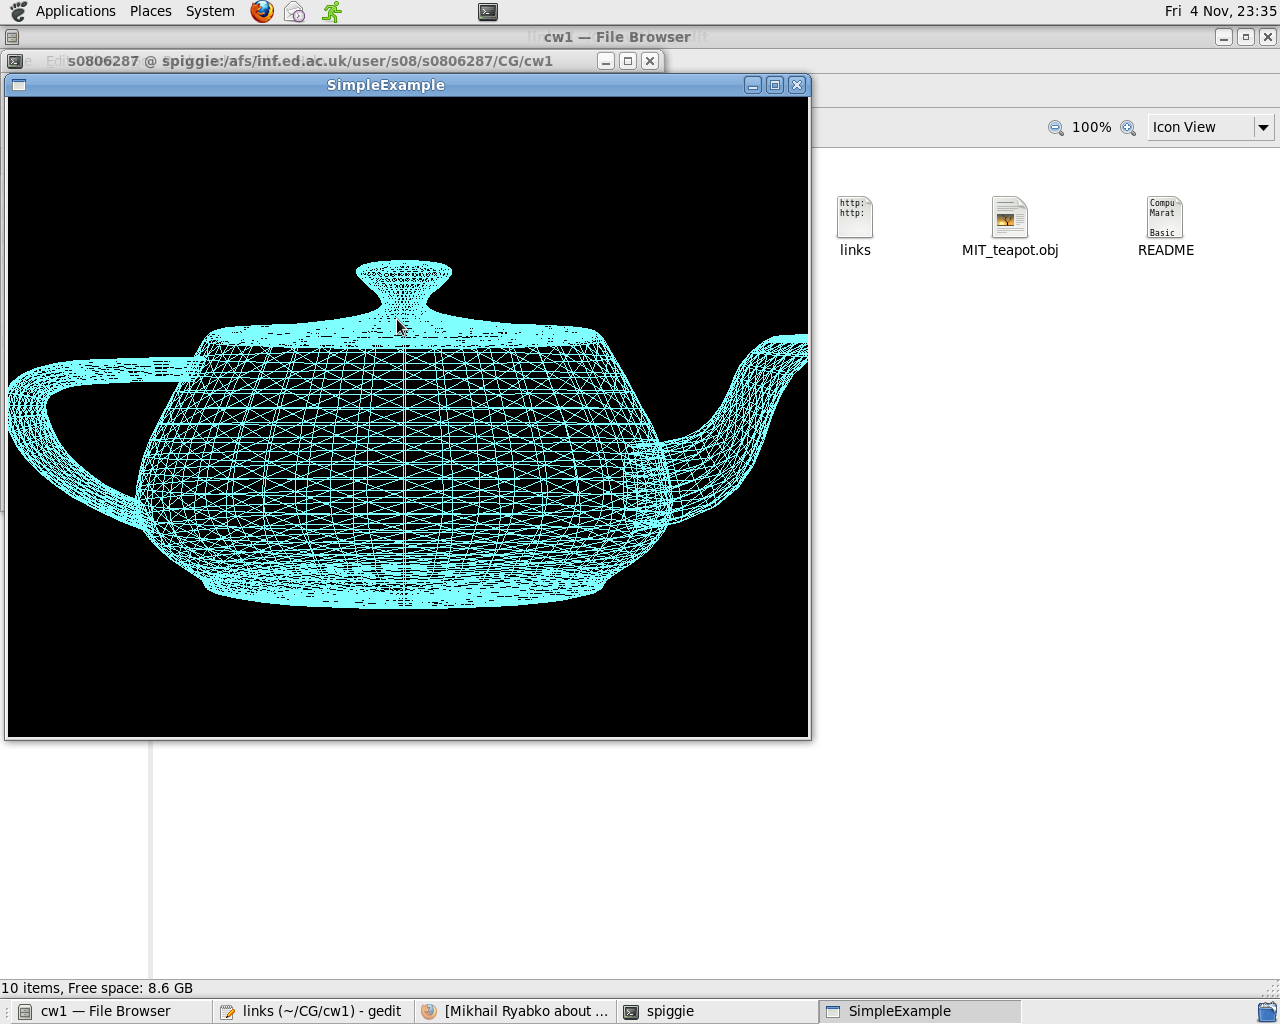 Applications Places System
Fri 4 Nov, 23:35
cw1 — File Browser
s0806287 @ spiggie:/afs/inf.ed.ac.uk/user/s08/s0806287/CG/cw1
SimpleExample
100%
Icon View
http:
http:
links
MIT_teapot.obj
Compu
Marat
Basic
README
10 items, Free space: 8.6 GB
cw1 — File Browser
links (~/CG/cw1) - gedit
[Mikhail Ryabko about ...
spiggie
SimpleExample